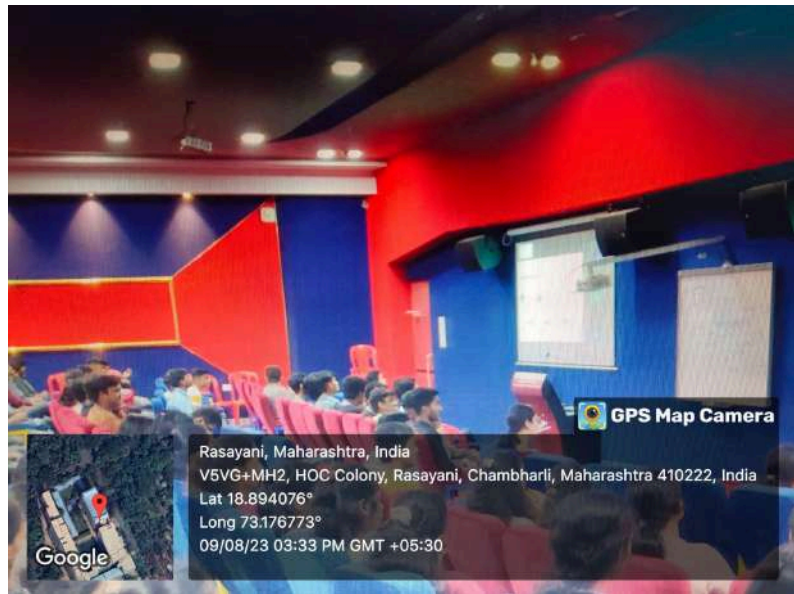 GPS Map Camera
Rasayani, Maharashtra, India
V5VG+MH2, HOC Colony, Rasayani, Chambharli, Maharashtra 410222, India
Lat 18.894076°
Long 73.176773°
09/08/23 03:33 PM GMT +05:30
Google